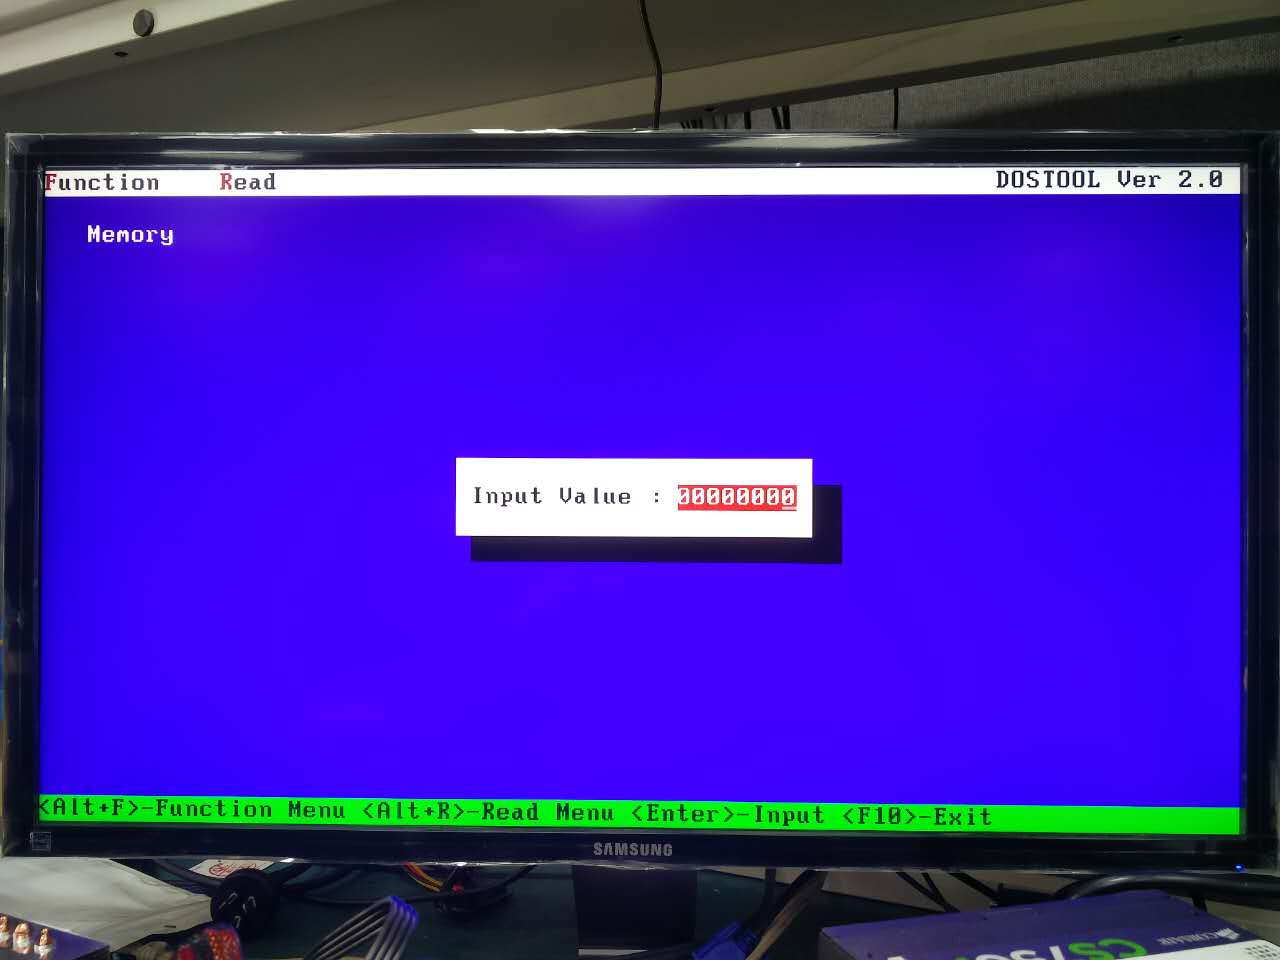 Function Read DOSTOOL Ver 2.0
Memory
Input Value : 00000000
<Alt+F>-Function Menu <Alt+R>-Read Menu <Enter>-Input <F10>-Exit
SAMSUNG
CORSAIR